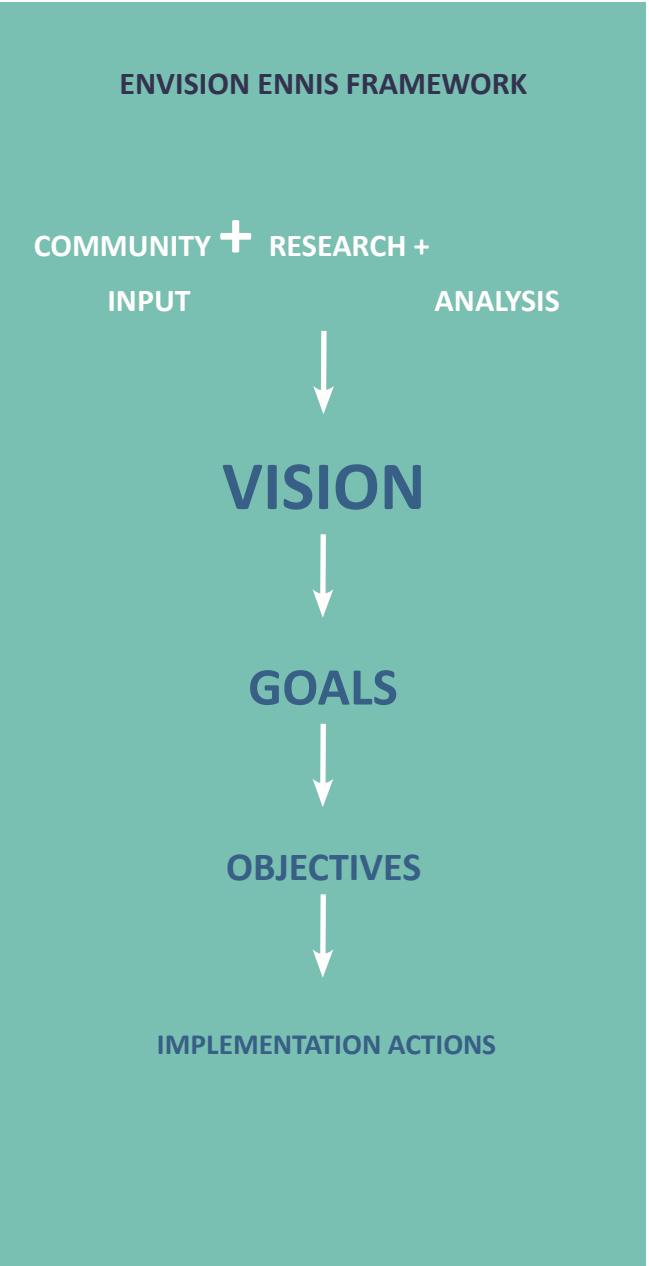 ENVISION ENNIS FRAMEWORK
COMMUNITY + RESEARCH +
INPUT ANALYSIS
VISION
GOALS
OBJECTIVES
IMPLEMENTATION ACTIONS